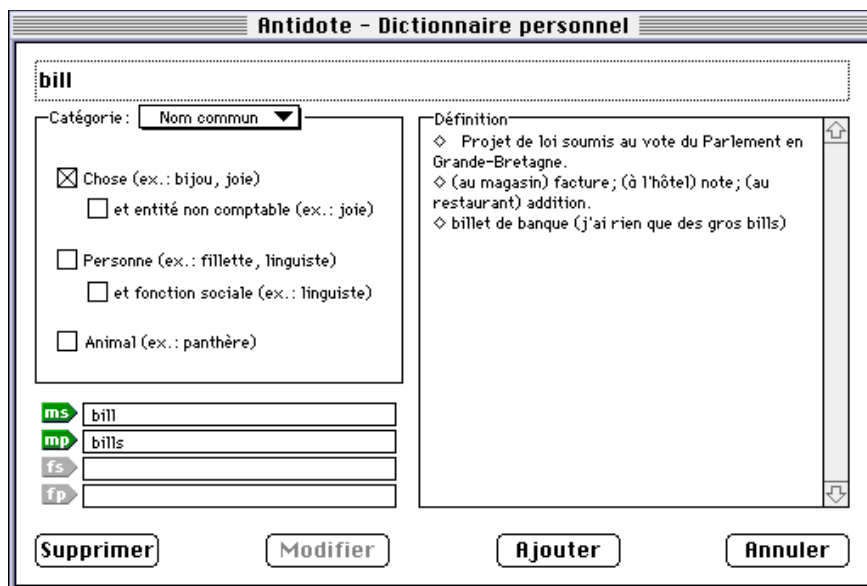 Antidote - Dictionnaire personnel
bill
Catégorie : Nom commun
Chose (ex.: bijou, joie)
et entité non comptable (ex.: joie)
Personne (ex.: fillette, linguiste)
et fonction sociale (ex.: linguiste)
Animal (ex.: panthère)
Définition
◇ Projet de loi soumis au vote du Parlement en
Grande-Bretagne.
◇ (au magasin) facture; (à l'hôtel) note; (au
restaurant) addition.
◇ billet de banque (j'ai rien que des gros bills)
ms bill
mp bills
fs
fp
Supprimer Modifier Ajouter Annuler